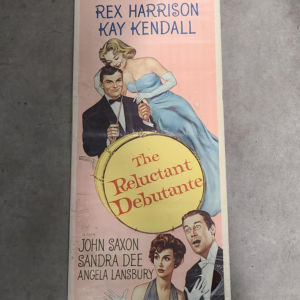 REX HARRISON
KAY KENDALL
The
Reluctant
Debutante
JOHN SAXON
SANDRA DEE
ANGELA LANSBURY